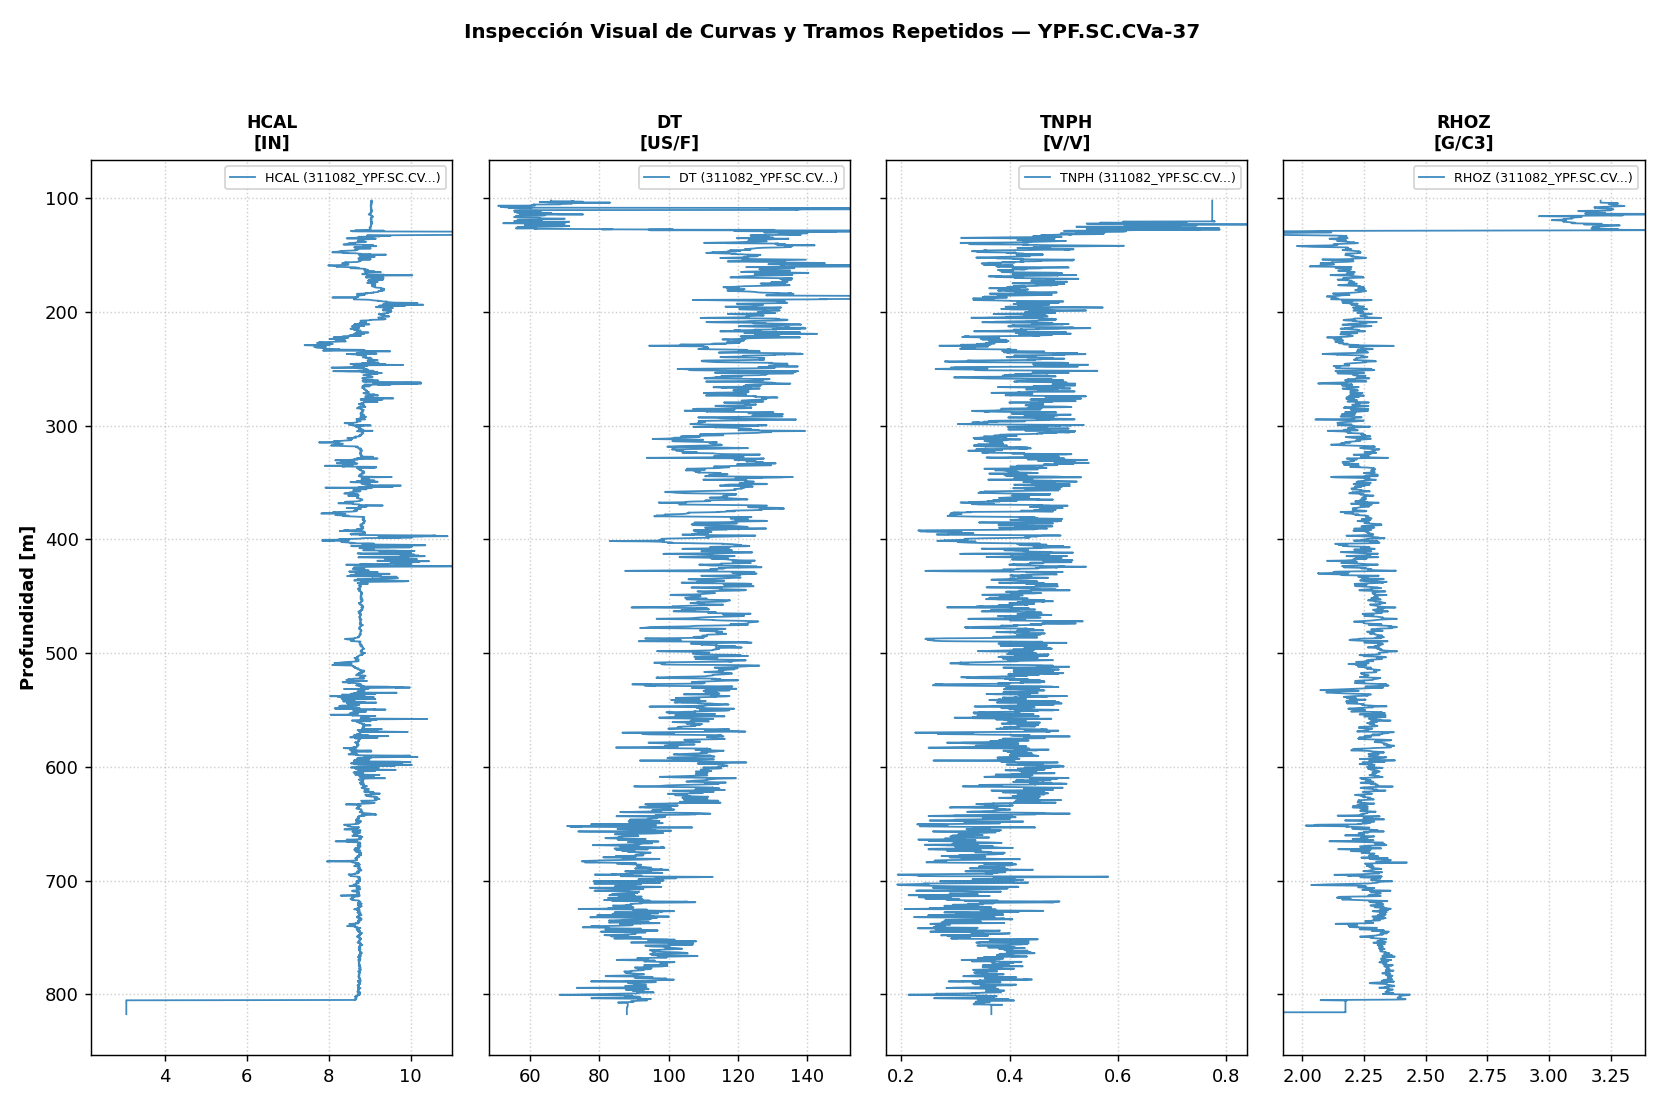 Inspección Visual de Curvas y Tramos Repetidos — YPF.SC.CVa-37
HCAL
[IN]
DT
[US/F]
TNPH
[V/V]
RHOZ
[G/C3]
HCAL (311082_YPF.SC.CV...)
DT (311082_YPF.SC.CV...)
TNPH (311082_YPF.SC.CV...)
RHOZ (311082_YPF.SC.CV...)
Profundidad [m]
100
200
300
400
500
600
700
800
4 6 8 10
60 80 100 120 140
0.2 0.4 0.6 0.8
2.00 2.25 2.50 2.75 3.00 3.25